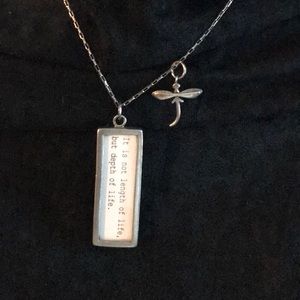 It is not length of life,
but depth of life.